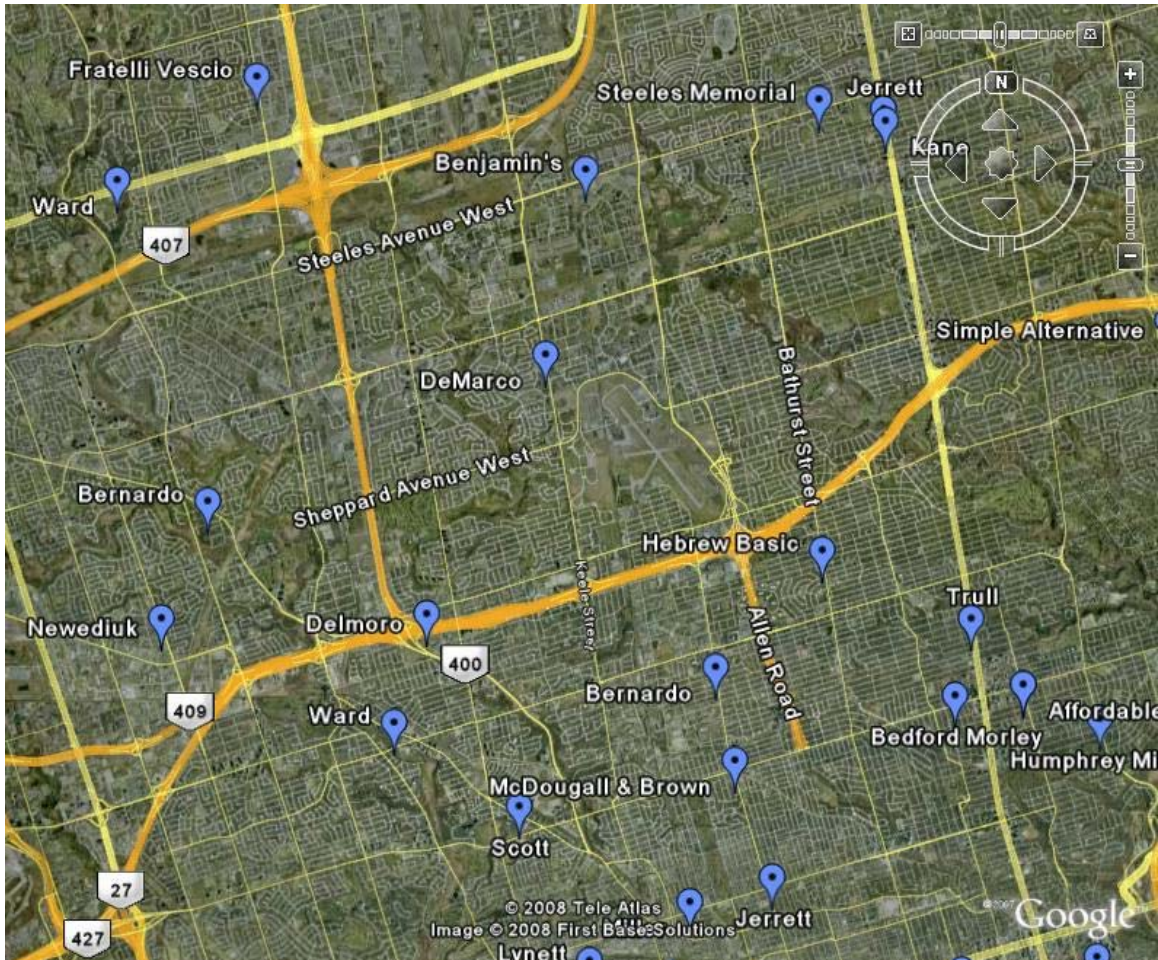 Fratelli Vescio
Steeles Memorial
Jerrett
N
Benjamin's
Kane
Ward
Steeles Avenue West
407
Simple Alternative
DeMarco
Bathurst Street
Sheppard Avenue West
Bernardo
Hebrew Basic
Keele Street
Trull
Newediuk
Delmoro
Allen Road
400
Bernardo
409
Ward
Affordable
Bedford Morley
Humphrey Mi
McDougall & Brown
Scott
27
© 2008 Tele Atlas
Jerrett
©2007 Google™
Image © 2008 First Base Solutions
427
Lynett